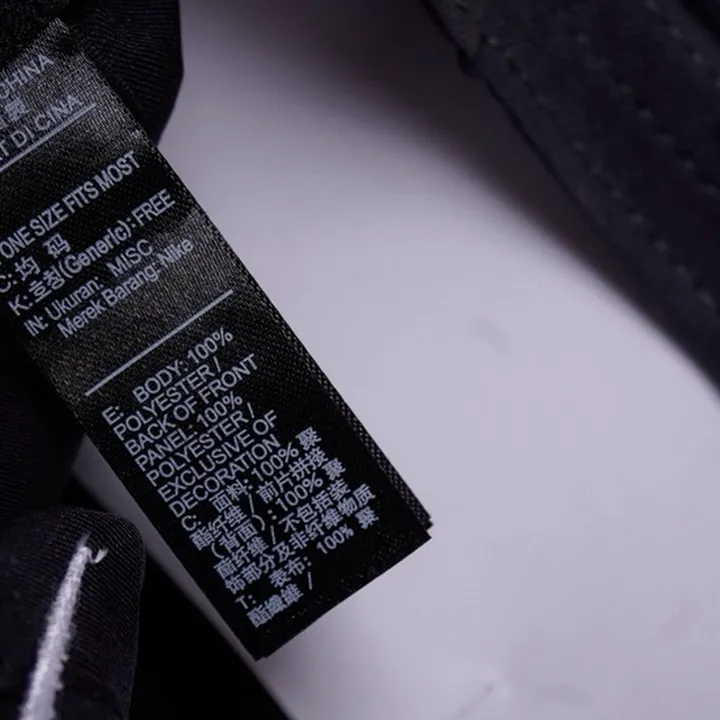 CHINA
DI CINA
ONE SIZE FITS MOST
C: 均 码
K: 호칭(Generic): FREE
IN: Ukuran: MISC
Merek Barang: Nike
E: BODY: 100%
POLYESTER /
BACK OF FRONT
PANEL: 100%
POLYESTER /
EXCLUSIVE OF
DECORATION
C: 面料: 100% 聚
酯纤维 / 前片拼接
(背面): 100% 聚
酯纤维 / 不包括装
饰部分及非纤维物质
T: 表布: 100% 聚
酯纖維 /